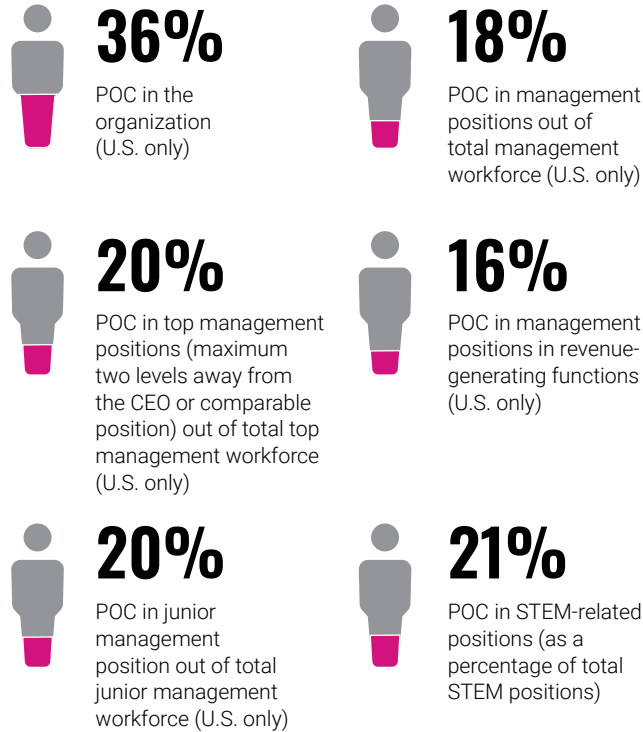 36%
POC in the
organization
(U.S. only)
18%
POC in management
positions out of
total management
workforce (U.S. only)
20%
POC in top management
positions (maximum
two levels away from
the CEO or comparable
position) out of total top
management workforce
(U.S. only)
16%
POC in management
positions in revenue-
generating functions
(U.S. only)
20%
POC in junior
management
position out of total
junior management
workforce (U.S. only)
21%
POC in STEM-related
positions (as a
percentage of total
STEM positions)